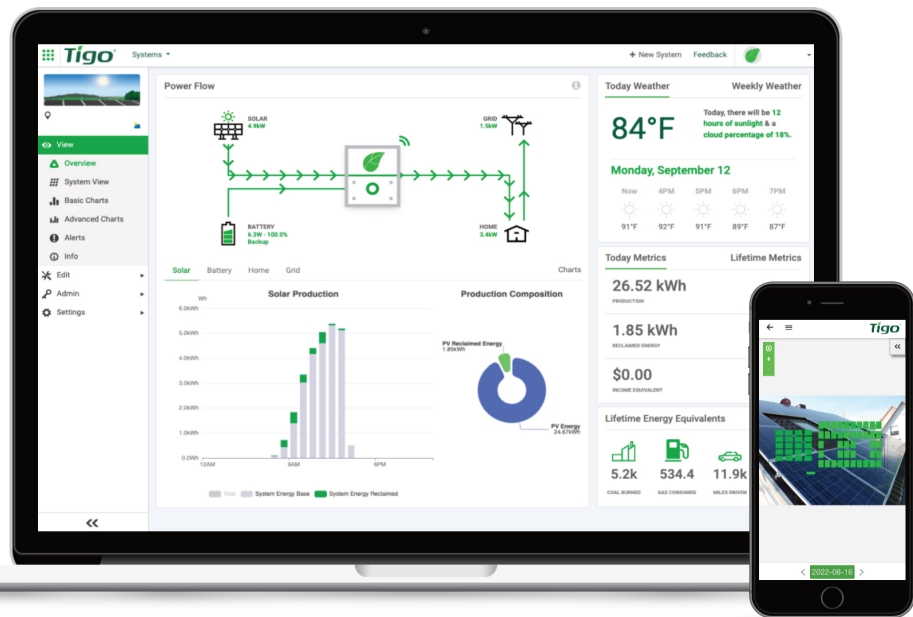 Tigo
Systems
+ New System
Feedback
View
Overview
System View
Basic Charts
Advanced Charts
Alerts
Info
Edit
Admin
Settings
Power Flow
SOLAR
4.9kW
GRID
1.5kW
BATTERY
6.3W - 100.0%
Backup
HOME
3.4kW
Solar Battery Home Grid
Charts
Solar Production
Wh
6.0kWh
5.0kWh
4.0kWh
3.0kWh
2.0kWh
1.0kWh
0.0Wh
12AM 9AM 6PM
System Energy Base System Energy Reclaimed
Production Composition
PV Reclaimed Energy
1.85kWh
PV Energy
24.67kWh
Today Weather Weekly Weather
84°F
Today, there will be 12
hours of sunlight & a
cloud percentage of 18%.
Monday, September 12
Now 4PM 5PM 6PM 7PM
91°F 92°F 91°F 89°F 87°F
Today Metrics Lifetime Metrics
26.52 kWh
PRODUCTION
1.85 kWh
RECLAIMED ENERGY
$0.00
INCOME EQUIVALENT
Lifetime Energy Equivalents
5.2k 534.4 11.9k
COAL BURNED GAS CONSUMED MILES DRIVEN
Tigo
2022-08-16